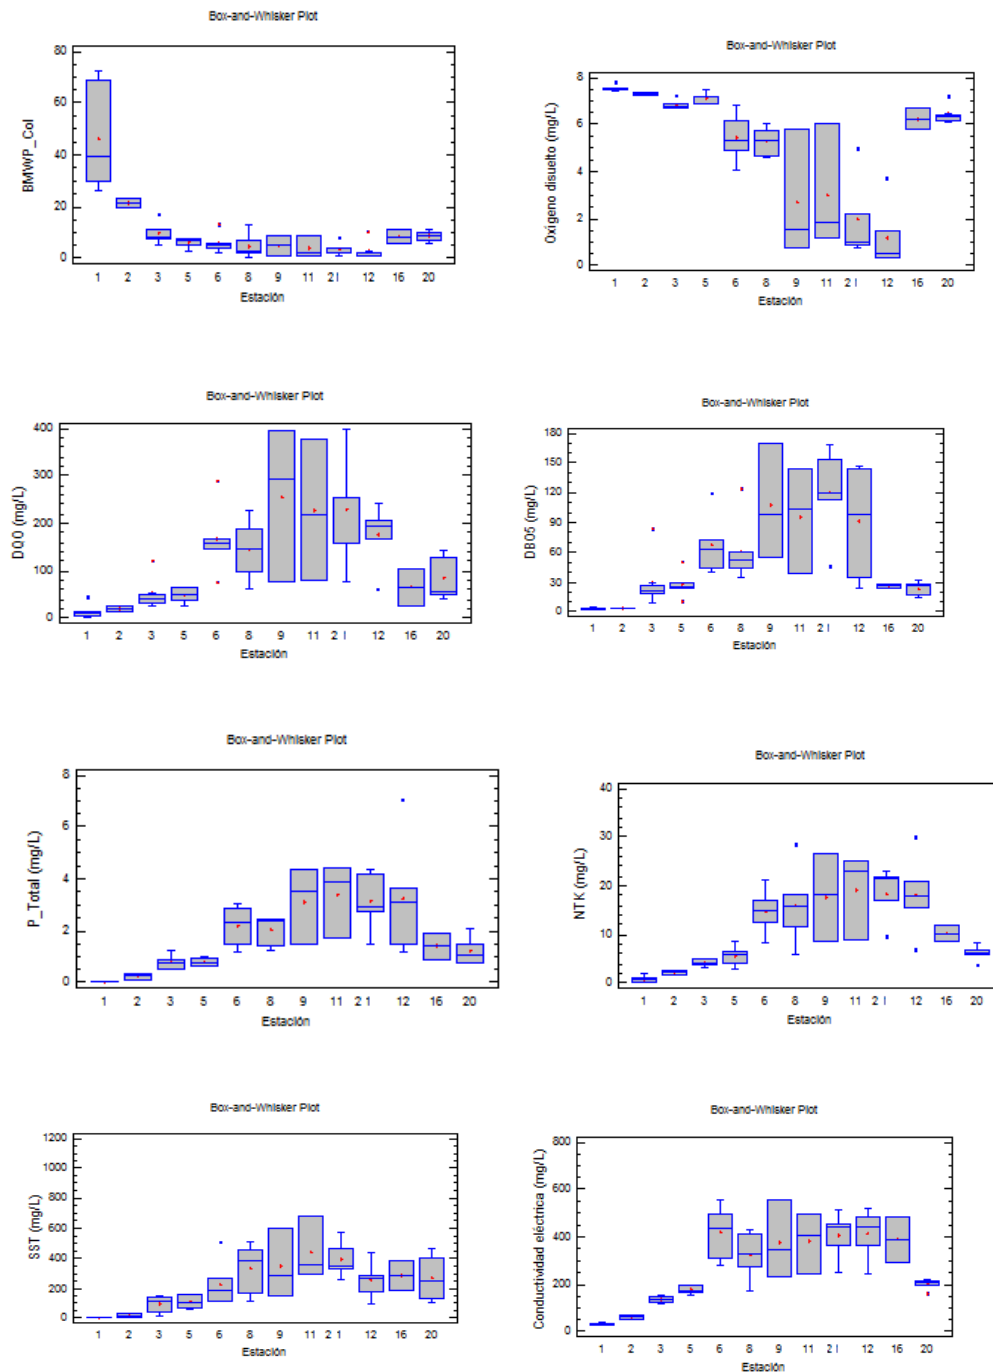 Box-and-Whisker Plot
BMWP_Col
80
60
40
20
0
1 2 3 5 6 8 9 11 2 I 12 16 20
Estación
Box-and-Whisker Plot
Oxígeno disuelto (mg/L)
8
6
4
2
0
1 2 3 5 6 8 9 11 2 I 12 16 20
Estación
Box-and-Whisker Plot
DQO (mg/L)
400
300
200
100
0
1 2 3 5 6 8 9 11 2 I 12 16 20
Estación
Box-and-Whisker Plot
DBO5 (mg/L)
180
150
120
90
60
30
0
1 2 3 5 6 8 9 11 2 I 12 16 20
Estación
Box-and-Whisker Plot
P_Total (mg/L)
8
6
4
2
0
1 2 3 5 6 8 9 11 2 I 12 16 20
Estación
Box-and-Whisker Plot
NTK (mg/L)
40
30
20
10
0
1 2 3 5 6 8 9 11 2 I 12 16 20
Estación
Box-and-Whisker Plot
SST (mg/L)
1200
1000
800
600
400
200
0
1 2 3 5 6 8 9 11 2 I 12 16 20
Estación
Box-and-Whisker Plot
Conductividad eléctrica (mg/L)
800
600
400
200
0
1 2 3 5 6 8 9 11 2 I 12 16 20
Estación